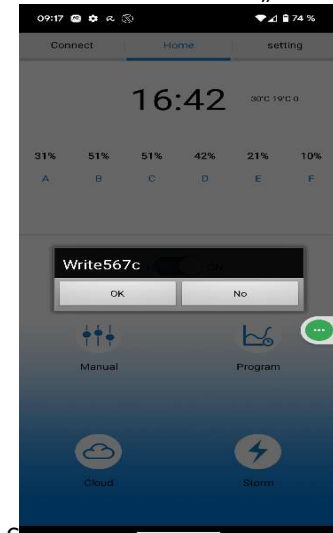 09:17 74 %
Connect Home setting
16:42 30°C 19°C 0
31% 51% 51% 42% 21% 10%
A B C D E F
Write567c
OK No
Manual Program
Cloud Storm